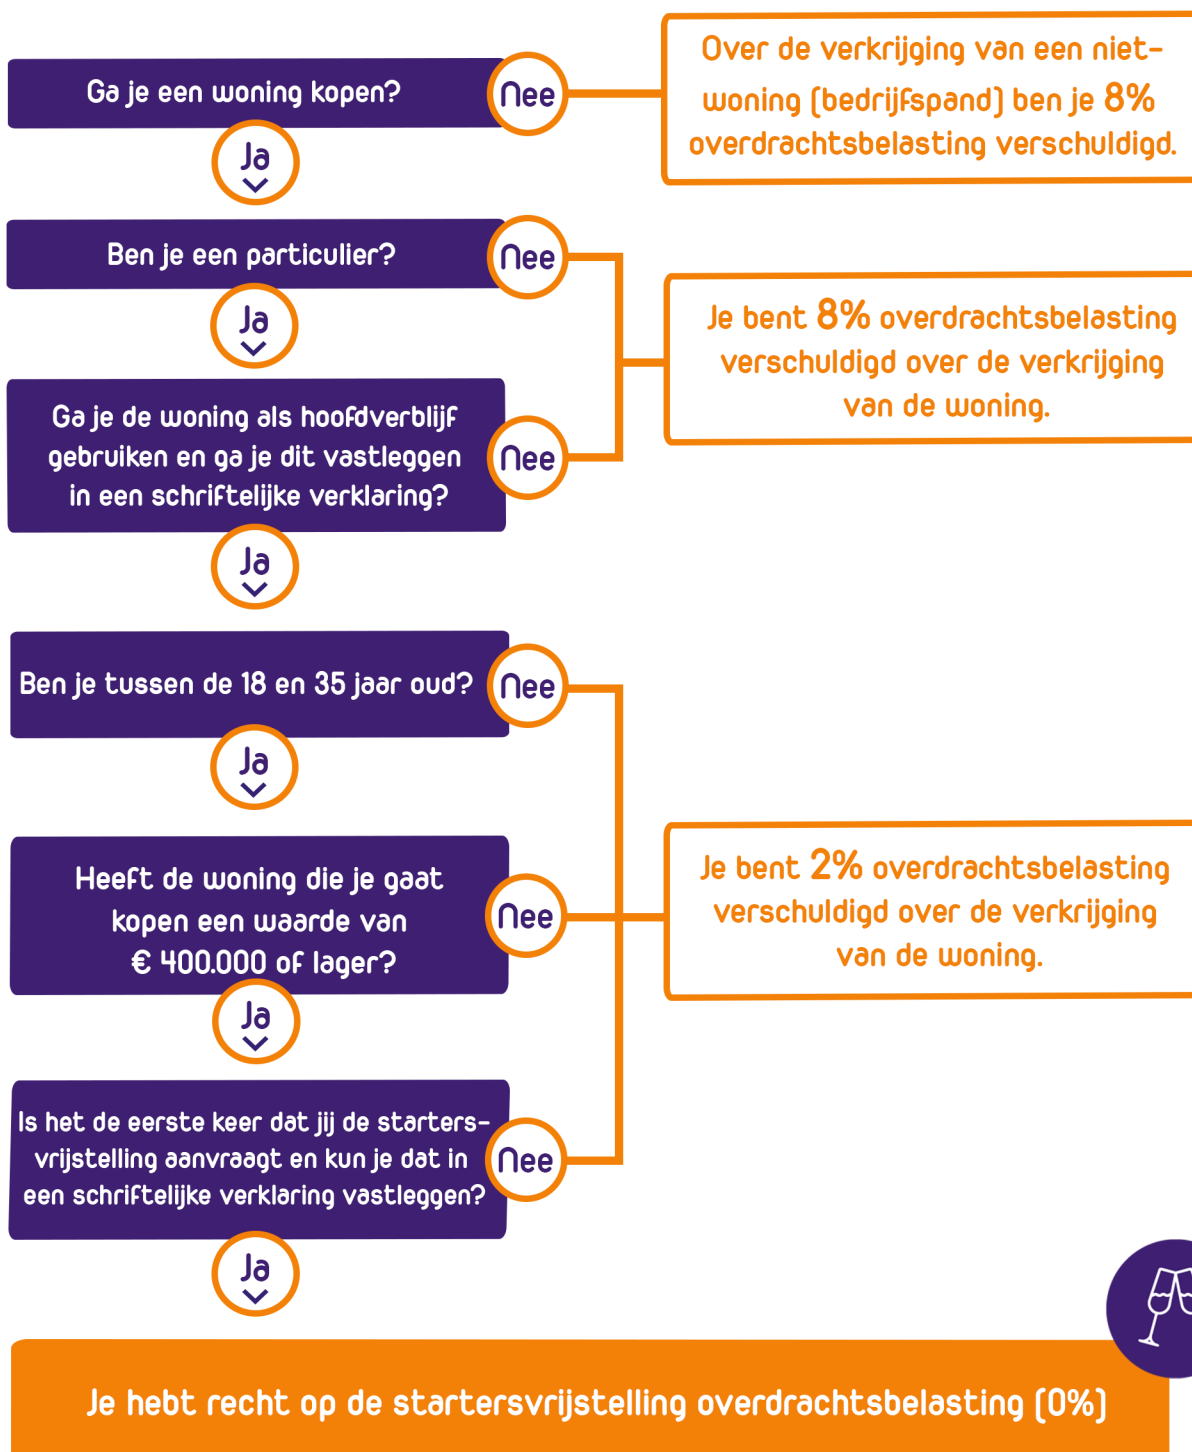 Ga je een woning kopen?
Nee
Over de verkrijging van een niet-
woning (bedrijfspand) ben je 8%
overdrachtsbelasting verschuldigd.
Ja
Ben je een particulier?
Nee
Ja
Je bent 8% overdrachtsbelasting
verschuldigd over de verkrijging
van de woning.
Ga je de woning als hoofdverblijf
gebruiken en ga je dit vastleggen
in een schriftelijke verklaring?
Nee
Ja
Ben je tussen de 18 en 35 jaar oud?
Nee
Ja
Heeft de woning die je gaat
kopen een waarde van
€ 400.000 of lager?
Nee
Je bent 2% overdrachtsbelasting
verschuldigd over de verkrijging
van de woning.
Ja
Is het de eerste keer dat jij de starters-
vrijstelling aanvraagt en kun je dat in
een schriftelijke verklaring vastleggen?
Nee
Ja
Je hebt recht op de startersvrijstelling overdrachtsbelasting (0%)